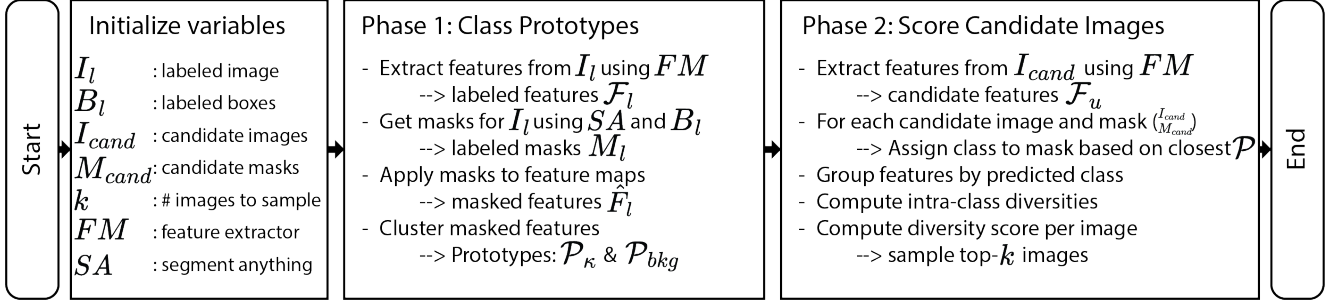 Start
Initialize variables
I_l : labeled image
B_l : labeled boxes
I_cand : candidate images
M_cand : candidate masks
k : # images to sample
FM : feature extractor
SA : segment anything
Phase 1: Class Prototypes
- Extract features from I_l using FM
--> labeled features ℱ_l
- Get masks for I_l using SA and B_l
--> labeled masks M_l
- Apply masks to feature maps
--> masked features F̂_l
- Cluster masked features
--> Prototypes: 𝒫_κ & 𝒫_bkg
Phase 2: Score Candidate Images
- Extract features from I_cand using FM
--> candidate features ℱ_u
- For each candidate image and mask (I_cand M_cand)
--> Assign class to mask based on closest 𝒫
- Group features by predicted class
- Compute intra-class diversities
- Compute diversity score per image
--> sample top-k images
End